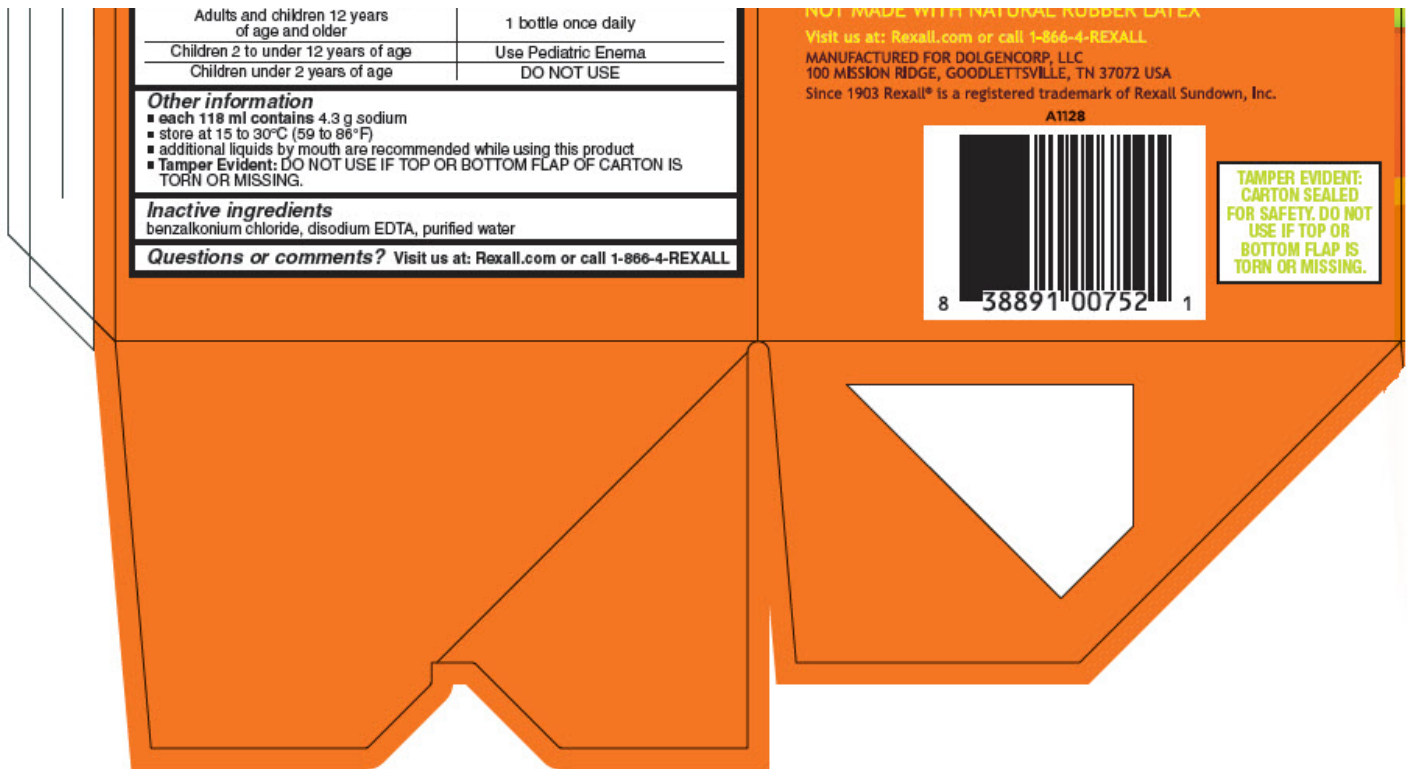 Adults and children 12 years
of age and older
1 bottle once daily
Children 2 to under 12 years of age
Use Pediatric Enema
Children under 2 years of age
DO NOT USE
Other information
▪ each 118 ml contains 4.3 g sodium
▪ store at 15 to 30°C (59 to 86°F)
▪ additional liquids by mouth are recommended while using this product
▪ Tamper Evident: DO NOT USE IF TOP OR BOTTOM FLAP OF CARTON IS
TORN OR MISSING.
Inactive ingredients
benzalkonium chloride, disodium EDTA, purified water
Questions or comments? Visit us at: Rexall.com or call 1-866-4-REXALL
NOT MADE WITH NATURAL RUBBER LATEX
Visit us at: Rexall.com or call 1-866-4-REXALL
MANUFACTURED FOR DOLGENCORP, LLC
100 MISSION RIDGE, GOODLETTSVILLE, TN 37072 USA
Since 1903 Rexall® is a registered trademark of Rexall Sundown, Inc.
A1128
8 38891 00752 1
TAMPER EVIDENT:
CARTON SEALED
FOR SAFETY. DO NOT
USE IF TOP OR
BOTTOM FLAP IS
TORN OR MISSING.